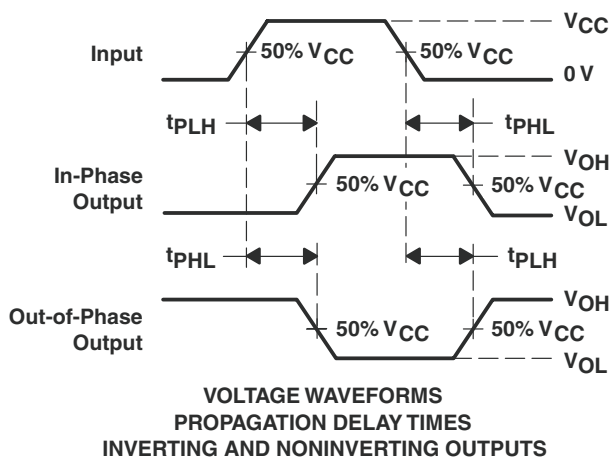 VCC
Input
50% VCC
50% VCC
0 V
tPLH
tPHL
VOH
In-Phase
Output
50% VCC
50% VCC
VOL
tPHL
tPLH
VOH
Out-of-Phase
Output
50% VCC
50% VCC
VOL
VOLTAGE WAVEFORMS
PROPAGATION DELAY TIMES
INVERTING AND NONINVERTING OUTPUTS